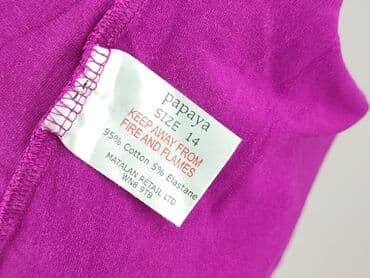 papaya
SIZE 14
KEEP AWAY FROM
FIRE AND FLAMES
95% Cotton 5% Elastane
MATALAN RETAIL LTD
WN8 9TB